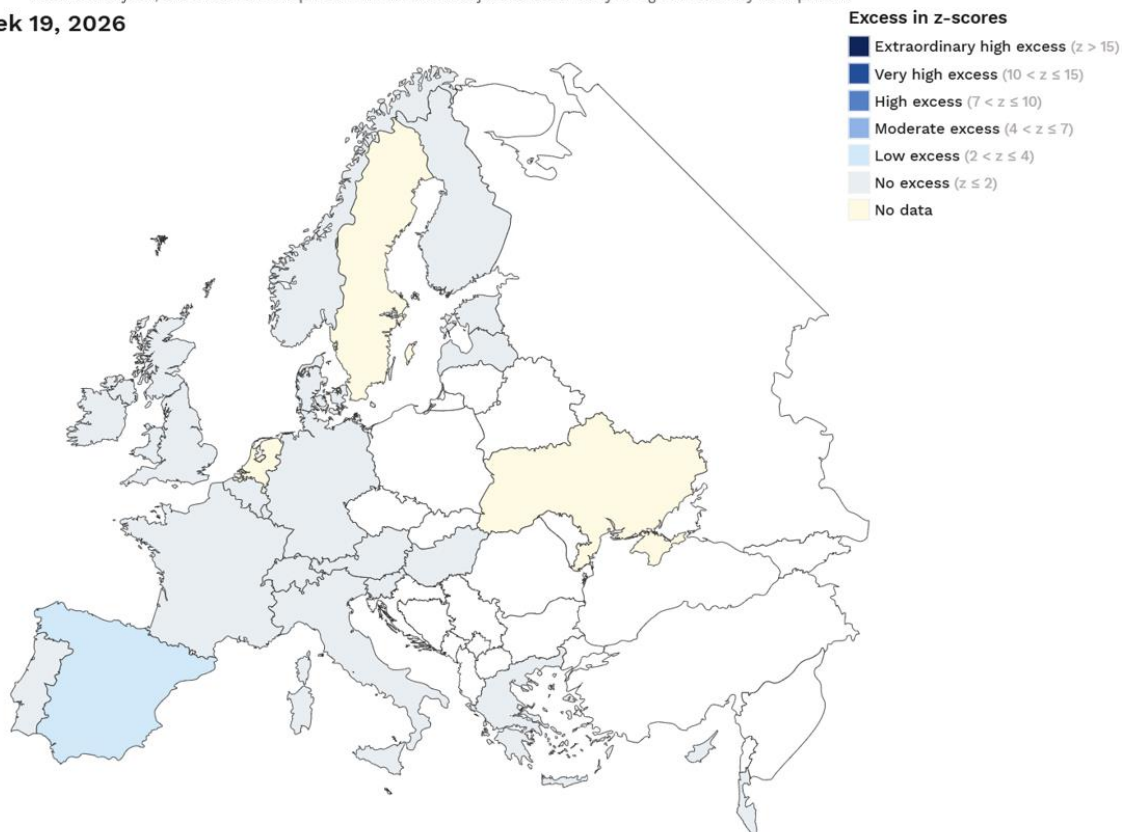 ek 19, 2026
Excess in z-scores
Extraordinary high excess (z > 15)
Very high excess (10 < z ≤ 15)
High excess (7 < z ≤ 10)
Moderate excess (4 < z ≤ 7)
Low excess (2 < z ≤ 4)
No excess (z ≤ 2)
No data